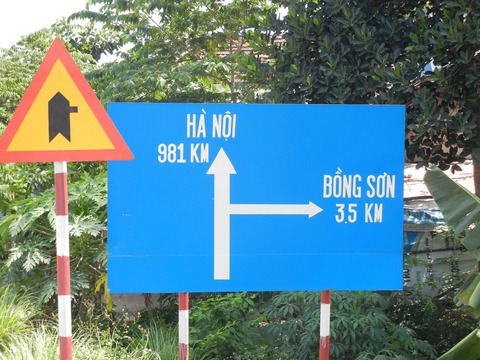 HÀ NỘI
981 KM
BỒNG SƠN
3,5 KM